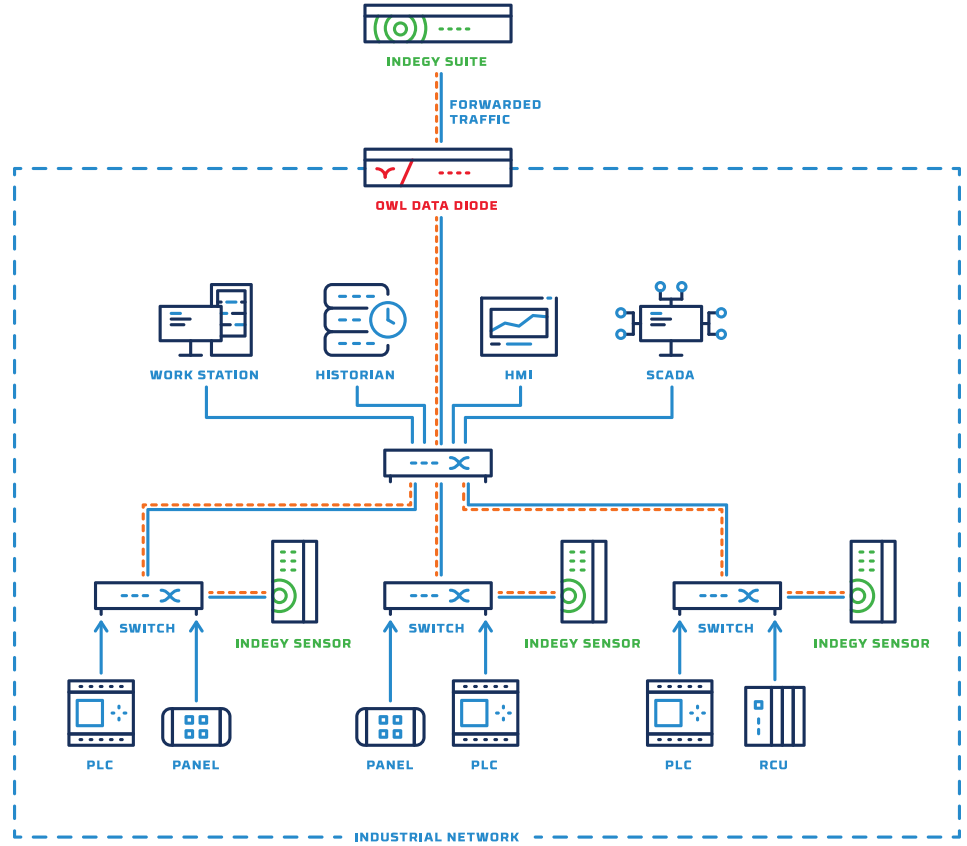 INDEGY SUITE
FORWARDED
TRAFFIC
OWL DATA DIODE
WORK STATION
HISTORIAN
HMI
SCADA
SWITCH
INDEGY SENSOR
SWITCH
INDEGY SENSOR
SWITCH
INDEGY SENSOR
PLC
PANEL
PANEL
PLC
PLC
RCU
INDUSTRIAL NETWORK